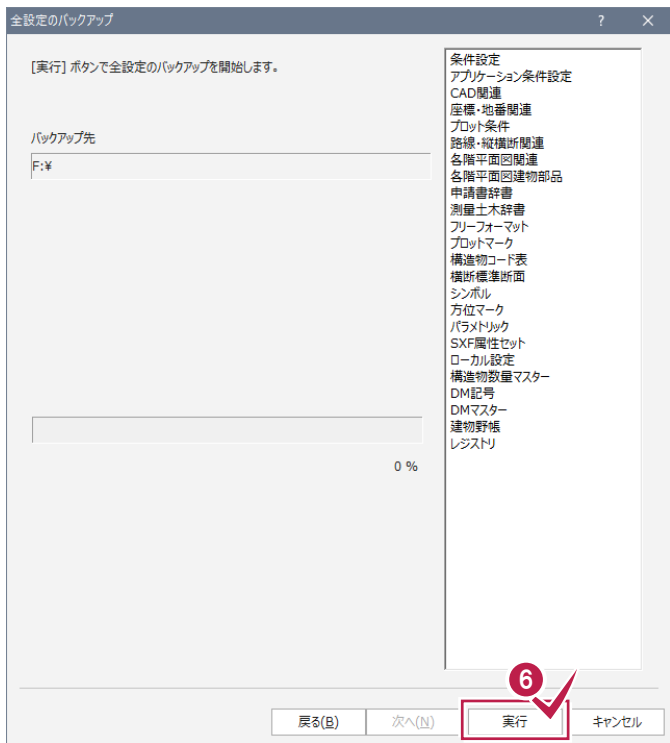 全設定のバックアップ
?
×
[実行] ボタンで全設定のバックアップを開始します。
バックアップ先
F:¥
0 %
条件設定
アプリケーション条件設定
CAD関連
座標・地番関連
プロット条件
路線・縦横断関連
各階平面図関連
各階平面図建物部品
申請書辞書
測量土木辞書
フリーフォーマット
プロットマーク
構造物コード表
横断標準断面
シンボル
方位マーク
パラメトリック
SXF属性セット
ローカル設定
構造物数量マスター
DM記号
DMマスター
建物野帳
レジストリ
6
戻る(B)
次へ(N)
実行
キャンセル